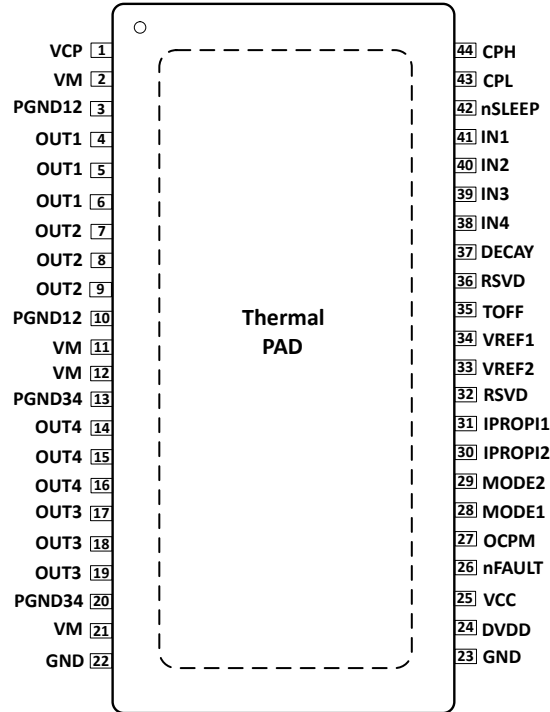 VCP 1
VM 2
PGND12 3
OUT1 4
OUT1 5
OUT1 6
OUT2 7
OUT2 8
OUT2 9
PGND12 10
VM 11
VM 12
PGND34 13
OUT4 14
OUT4 15
OUT4 16
OUT3 17
OUT3 18
OUT3 19
PGND34 20
VM 21
GND 22
Thermal
PAD
44 CPH
43 CPL
42 nSLEEP
41 IN1
40 IN2
39 IN3
38 IN4
37 DECAY
36 RSVD
35 TOFF
34 VREF1
33 VREF2
32 RSVD
31 IPROPI1
30 IPROPI2
29 MODE2
28 MODE1
27 OCPM
26 nFAULT
25 VCC
24 DVDD
23 GND